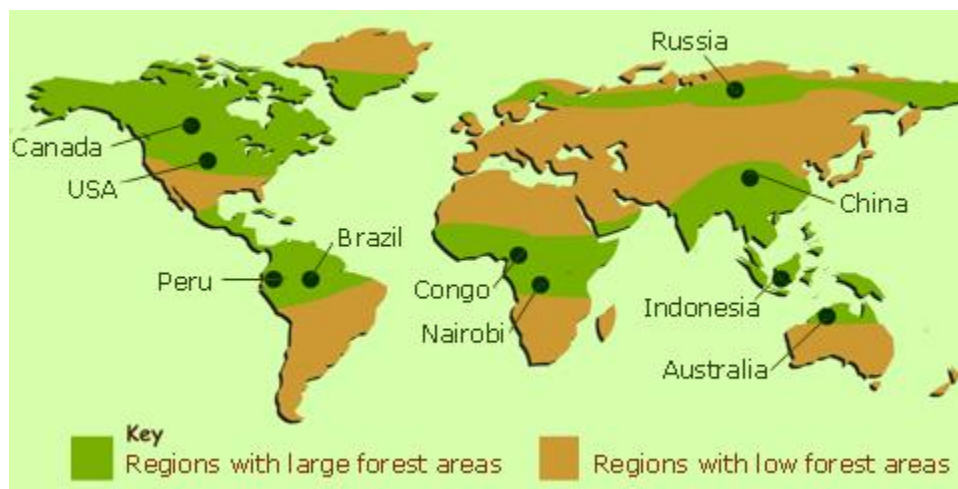 Russia
Canada
USA
China
Brazil
Peru
Congo
Indonesia
Nairobi
Australia
Key
Regions with large forest areas
Regions with low forest areas